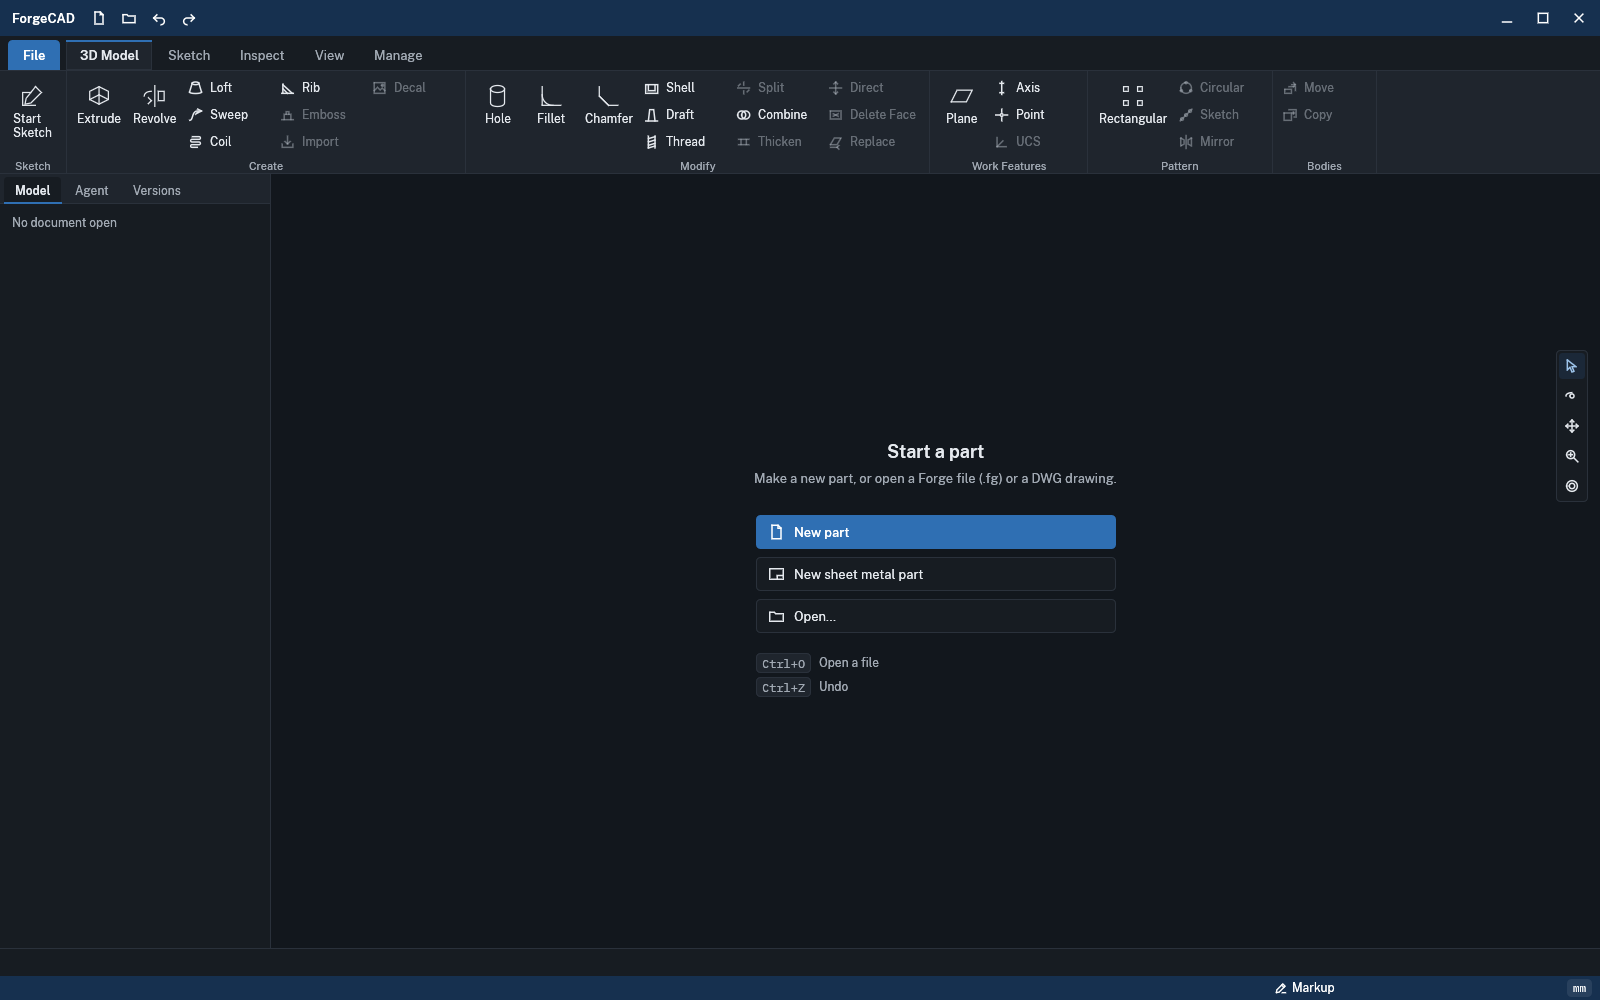 ForgeCAD
File
3D Model
Sketch
Inspect
View
Manage
Start
Sketch
Sketch
Extrude
Revolve
Loft
Sweep
Coil
Rib
Emboss
Import
Decal
Create
Hole
Fillet
Chamfer
Shell
Draft
Thread
Split
Combine
Thicken
Direct
Delete Face
Replace
Modify
Plane
Axis
Point
UCS
Work Features
Rectangular
Circular
Sketch
Mirror
Pattern
Move
Copy
Bodies
Model
Agent
Versions
No document open
Start a part
Make a new part, or open a Forge file (.fg) or a DWG drawing.
New part
New sheet metal part
Open...
Ctrl+O Open a file
Ctrl+Z Undo
Markup
mm